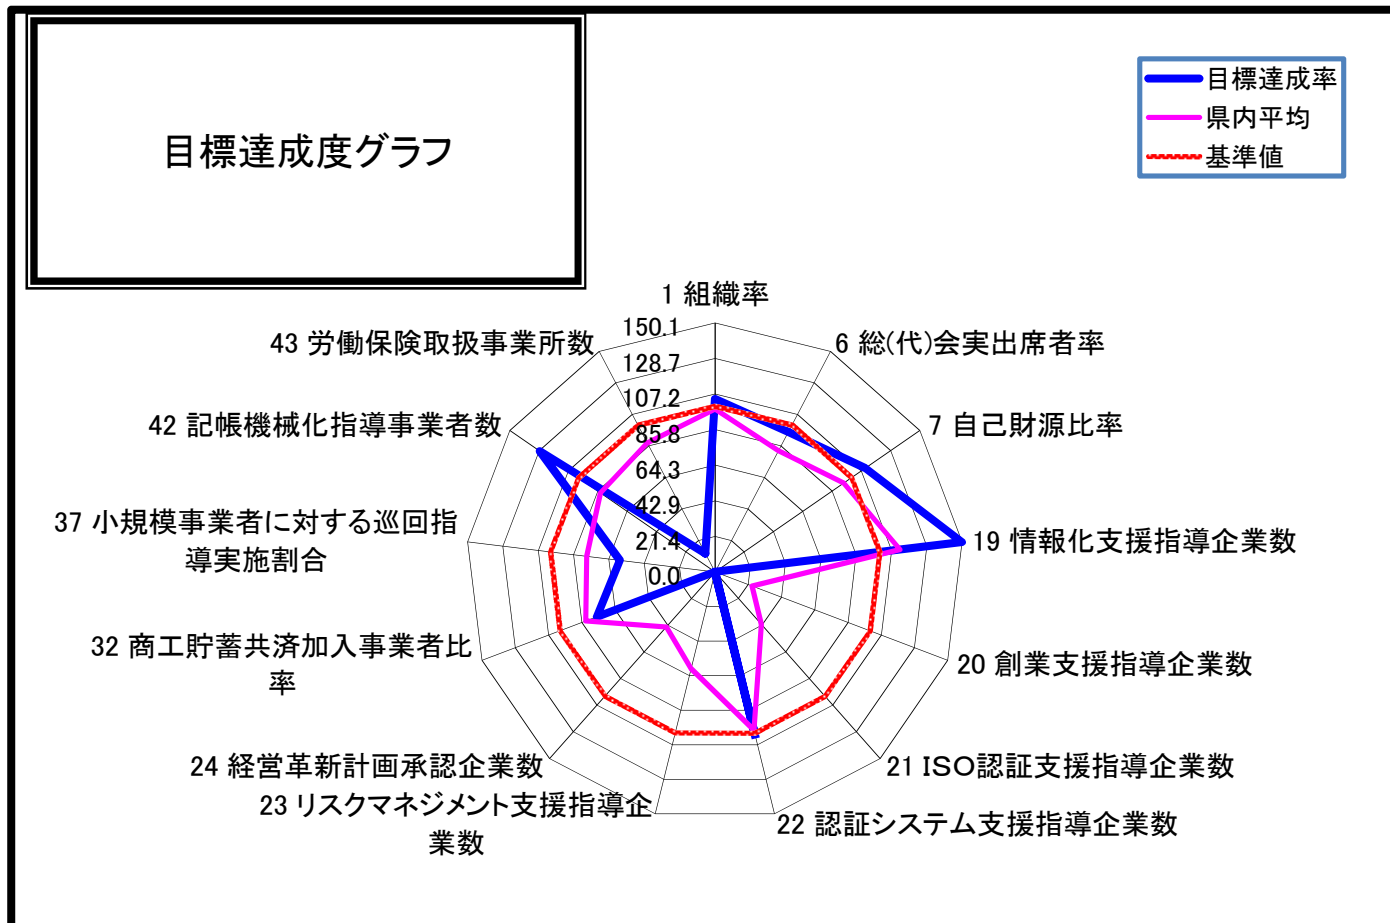 目標達成度グラフ
目標達成率
県内平均
基準値
1 組織率
6 総(代)会実出席者率
7 自己財源比率
19 情報化支援指導企業数
20 創業支援指導企業数
21 ISO認証支援指導企業数
22 認証システム支援指導企業数
23 リスクマネジメント支援指導企
業数
24 経営革新計画承認企業数
32 商工貯蓄共済加入事業者比
率
37 小規模事業者に対する巡回指
導実施割合
42 記帳機械化指導事業者数
43 労働保険取扱事業所数
150.1
128.7
107.2
85.8
64.3
42.9
21.4
0.0